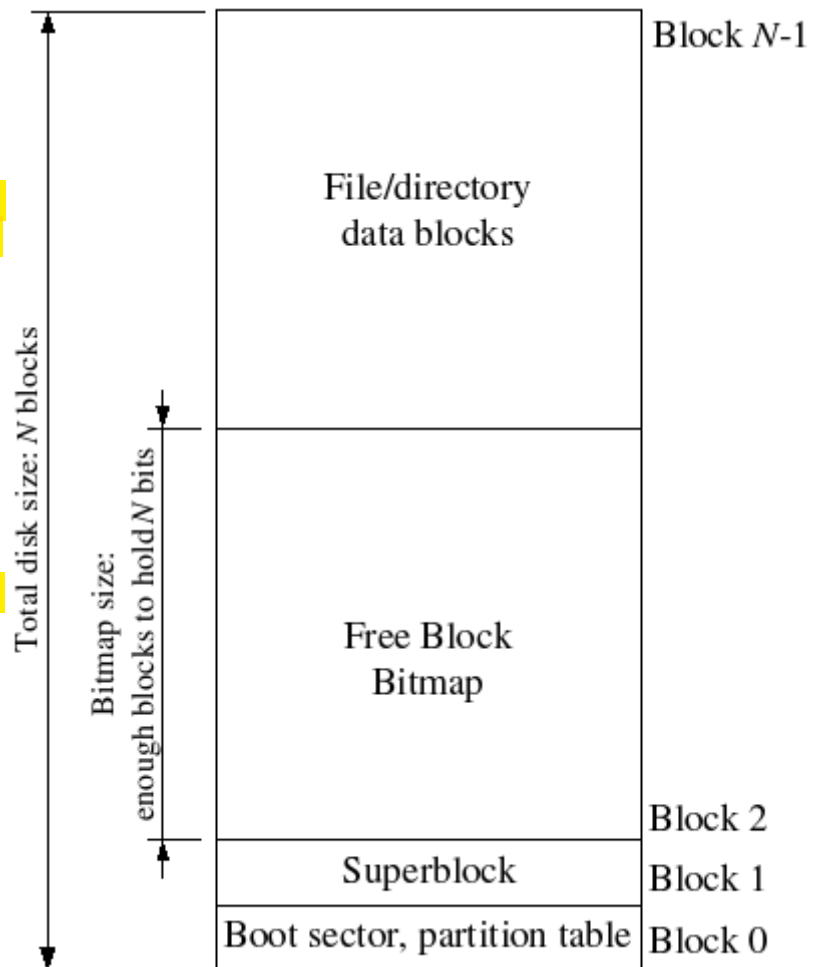 Block N-1
File/directory
data blocks
Total disk size: N blocks
Bitmap size:
enough blocks to hold N bits
Free Block
Bitmap
Block 2
Superblock
Block 1
Boot sector, partition table
Block 0